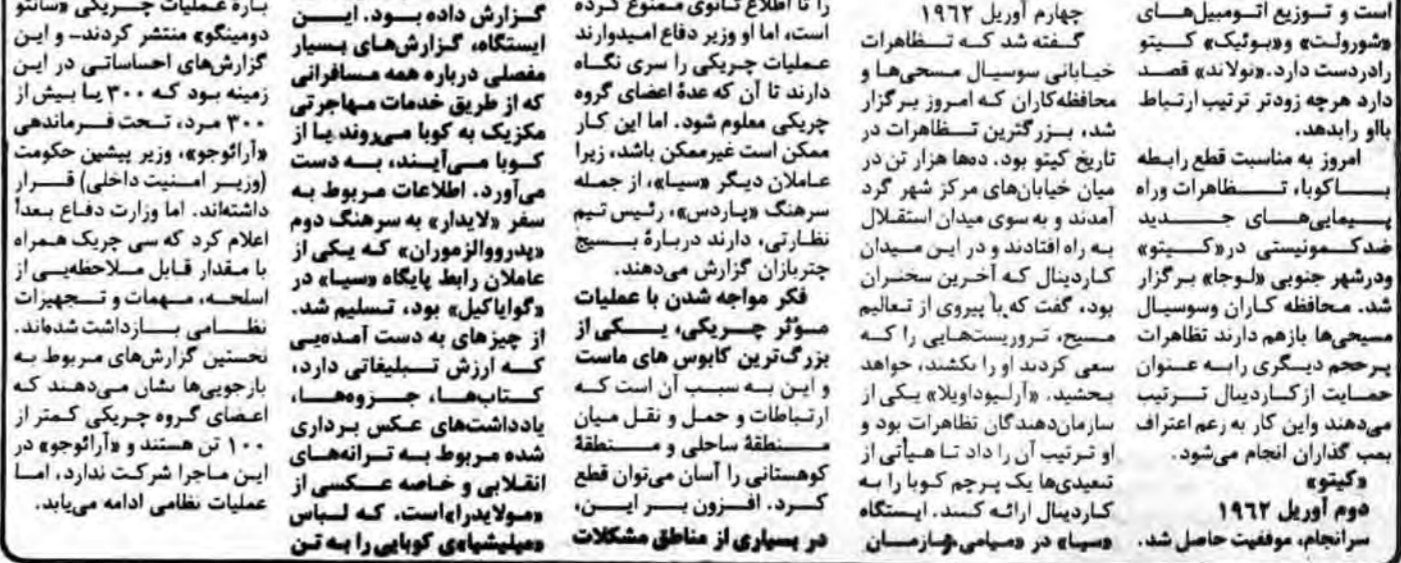 است و توزیع اتومبیل‌های
«شورولت» و«بوئیک» کیتو
رادردست دارد.«نولاند» قصد
دارد هرچه زودتر ترتیب ارتباط
بااو رابدهد.
امروز به مناسبت قطع رابطه
باکوبا، تظاهرات وراه
پیمایی‌های جدید
ضدکمونیستی در«کیتو»
ودرشهر جنوبی «لوجا» برگزار
شد. محافظه کاران وسوسیال
مسیحی‌ها بازهم دارند تظاهرات
پرحجم دیگری رابه عنوان
حمایت از کاردینال ترتیب
می‌دهند واین کار به زعم اعتراف
بمب گذاران انجام می‌شود.
«کیتو»
دوم آوریل ۱۹۶۲
سرانجام، موفقیت حاصل شد.
چهارم آوریل ۱۹۶۲
گفته شد که تظاهرات
خیابانی سوسیال مسحی‌ها و
محافظه‌کاران که امروز برگزار
شد، بزرگترین تظاهرات در
تاریخ کیتو بود. ده‌ها هزار تن در
میان خیابان‌های مرکز شهر گرد
آمدند و به سوی میدان استقلال
به راه افتادند و در این میدان
کاردینال که آخرین سخنران
بود، گفت که با پیروی از تعالیم
مسیح، تروریست‌هایی را که
سعی کردند او را بکشند، خواهد
بخشید. «آرلیوداویلا» یکی از
سازمان‌دهندگان تظاهرات بود و
او ترتیب آن را داد تا هیأتی از
تبعیدی‌ها یک پرچم کوبا را به
کاردینال ارائه کنند. ایستگاه
«سیا» در «میامی» سازمان
را تا اطلاع ثانوی ممنوع کرده
است، اما او وزیر دفاع امیدوارند
عملیات چریکی را سری نگاه
دارند تا آن که عدهٔ اعضای گروه
چریکی معلوم شود. اما این کار
ممکن است غیرممکن باشد، زیرا
عاملان دیگر «سیا»، از جمله
سرهنگ «پاردس»، رئیس تیم
نظارتی، دارند دربارهٔ بسیج
چتربازان گزارش می‌دهند.
فکر مواجه شدن با عملیات
مؤثر چریکی، یکی از
بزرگ‌ترین کابوس های ماست
و این به سبب آن است که
ارتباطات و حمل و نقل میان
منطقهٔ ساحلی و منطقهٔ
کوهستانی را آسان می‌توان قطع
کرد. افزون بر این،
در بسیاری از مناطق مشکلات
گزارش داده بود. این
ایستگاه، گزارش‌های بسیار
مفصلی درباره همه مسافرانی
که از طریق خدمات مهاجرتی
مکزیک به کوبا می‌روند یا از
کوبا می‌آیند، به دست
می‌آورد. اطلاعات مربوط به
سفر «لایدار» به سرهنگ دوم
«پدرووالزموران» که یکی از
عاملان رابط پایگاه «سیا» در
«گوایاکیل» بود، تسلیم شد.
از چیزهای به دست آمده‌یی
که ارزش تبلیغاتی دارد،
کتاب‌ها، جزوه‌ها،
یادداشت‌های عکس برداری
شده مربوط به ترانه‌های
انقلابی و خاصه عکسی از
«مولایدرا»است. که لباس
«میلیشیا»ی کوبایی را به تن
باره عملیات چریکی «سانتو
دومینگو» منتشر کردند- و این
گزارش‌های احساساتی در این
زمینه بود که ۳۰۰ یا بیش از
۳۰۰ مرد، تحت فرماندهی
«آرائوجو»، وزیر پیشین حکومت
(وزیر امنیت داخلی) قرار
داشته‌اند. اما وزارت دفاع بعداً
اعلام کرد که سی چریک همراه
با مقدار قابل ملاحظه‌یی از
اسلحه، مهمات و تجهیزات
نظامی بازداشت شده‌اند.
نخستین گزارش‌های مربوط به
بازجویی‌ها نشان می‌دهند که
اعضای گروه چریکی کمتر از
۱۰۰ تن هستند و «آرائوجو» در
این ماجرا شرکت ندارد، اما
عملیات نظامی ادامه می‌یابد.